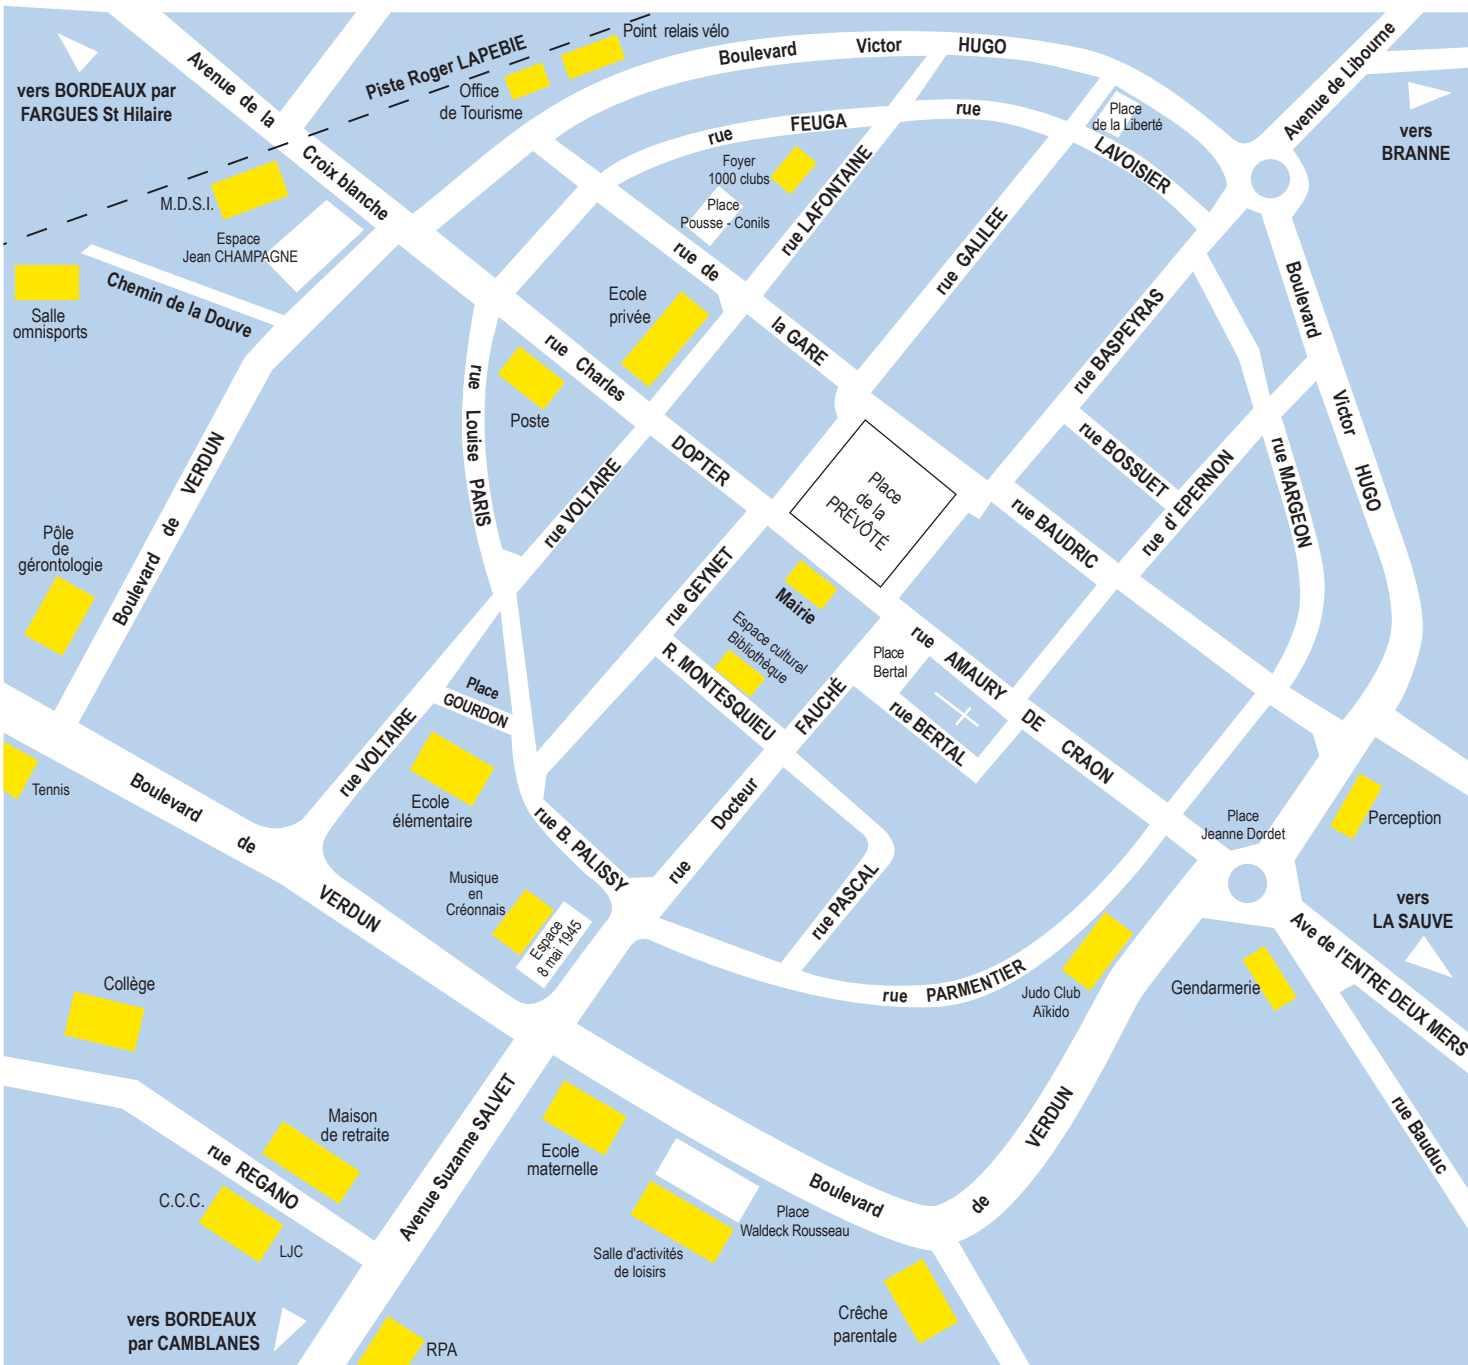 Point relais vélo
Boulevard Victor HUGO
Piste Roger LAPEBIE
Office
de Tourisme
Avenue de la
Croix blanche
vers BORDEAUX par
FARGUES St Hilaire
Avenue de Libourne
vers
BRANNE
Place
de la Liberté
rue FEUGA
rue LAVOISIER
Foyer
1000 clubs
Place
Pousse - Conils
rue LAFONTAINE
rue GALILEE
M.D.S.I.
Espace
Jean CHAMPAGNE
Chemin de la Douve
Salle
omnisports
rue de la GARE
Ecole
privée
rue Charles DOPTER
Poste
rue Louise PARIS
rue VOLTAIRE
rue BASPEYRAS
rue BOSSUET
rue d' EPERNON
rue MARGEON
Boulevard Victor HUGO
Boulevard de VERDUN
Place
de la
PRÉVÔTÉ
rue BAUDRIC
Pôle
de
gérontologie
rue GEYNET
Mairie
Espace culturel
Bibliothèque
R. MONTESQUIEU
Place
Bertal
rue BERTAL
rue AMAURY DE CRAON
Place
GOURDON
rue VOLTAIRE
rue Docteur FAUCHÉ
Tennis
Boulevard de VERDUN
Ecole
élémentaire
rue B. PALISSY
Musique
en
Créonnais
Espace
8 mai 1945
rue PASCAL
rue PARMENTIER
Place
Jeanne Dordet
Perception
vers
LA SAUVE
Ave de l'ENTRE DEUX MERS
Judo Club
Aïkido
Gendarmerie
rue Bauduc
Collège
Maison
de retraite
rue REGANO
C.C.C.
LJC
Avenue Suzanne SALVET
Ecole
maternelle
Place
Waldeck Rousseau
Salle d'activités
de loisirs
Boulevard de VERDUN
Crêche
parentale
vers BORDEAUX
par CAMBLANES
RPA